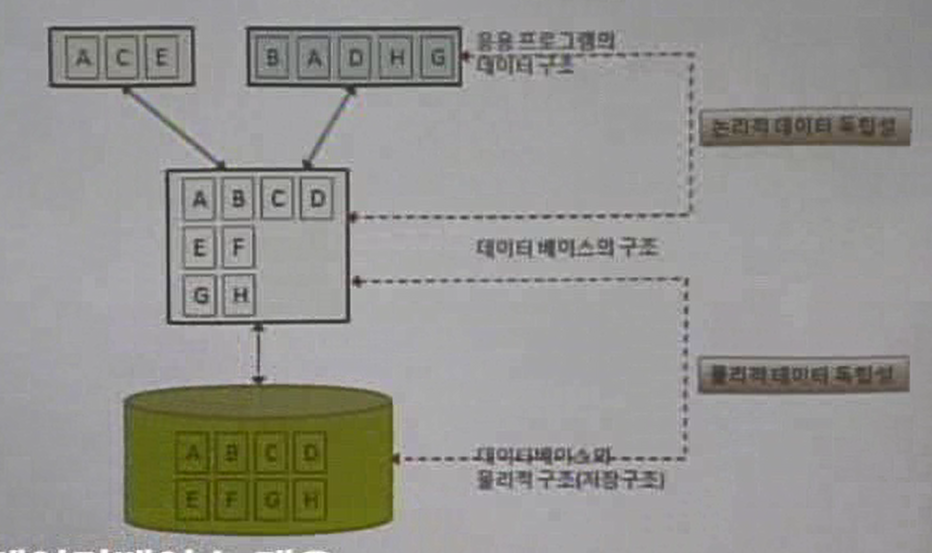 A C E
B A D H G
응용 프로그램의
데이터 구조
논리적 데이터 독립성
A B C D
E F
G H
데이터 베이스의 구조
물리적 데이터 독립성
A B C D
E F G H
데이터베이스의
물리적 구조(저장구조)